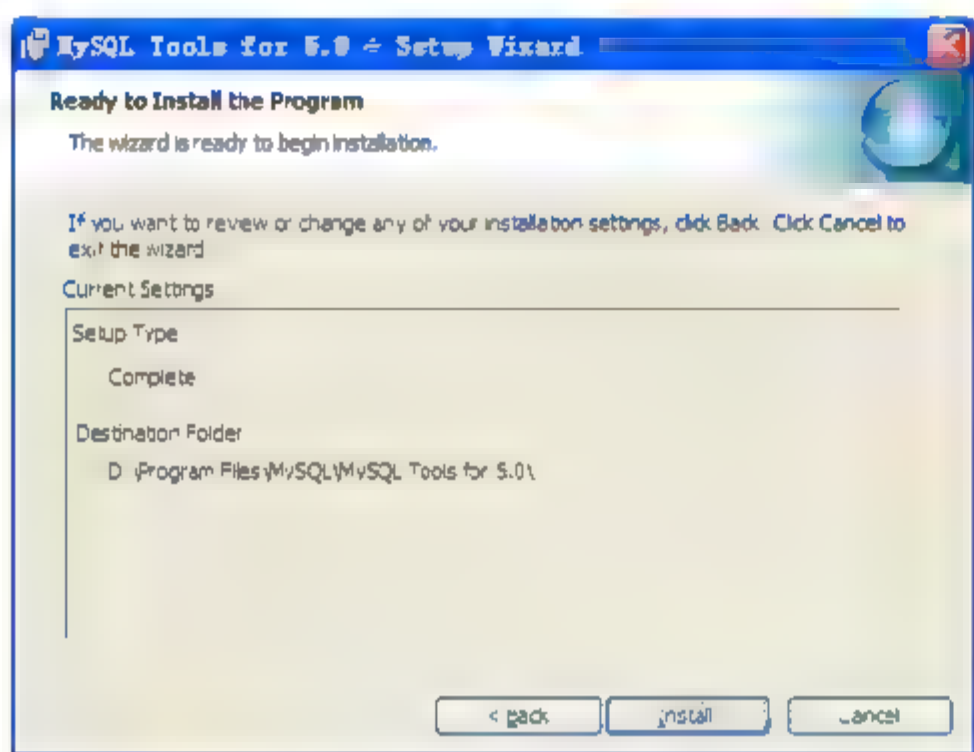 MySQL Tools for 5.0 - Setup Wizard
Ready to Install the Program
The wizard is ready to begin installation.
If you want to review or change any of your installation settings, click Back. Click Cancel to
exit the wizard
Current Settings
Setup Type
Complete
Destination Folder
D:\Program Files\MySQL\MySQL Tools for 5.0\
< Back
Install
Cancel